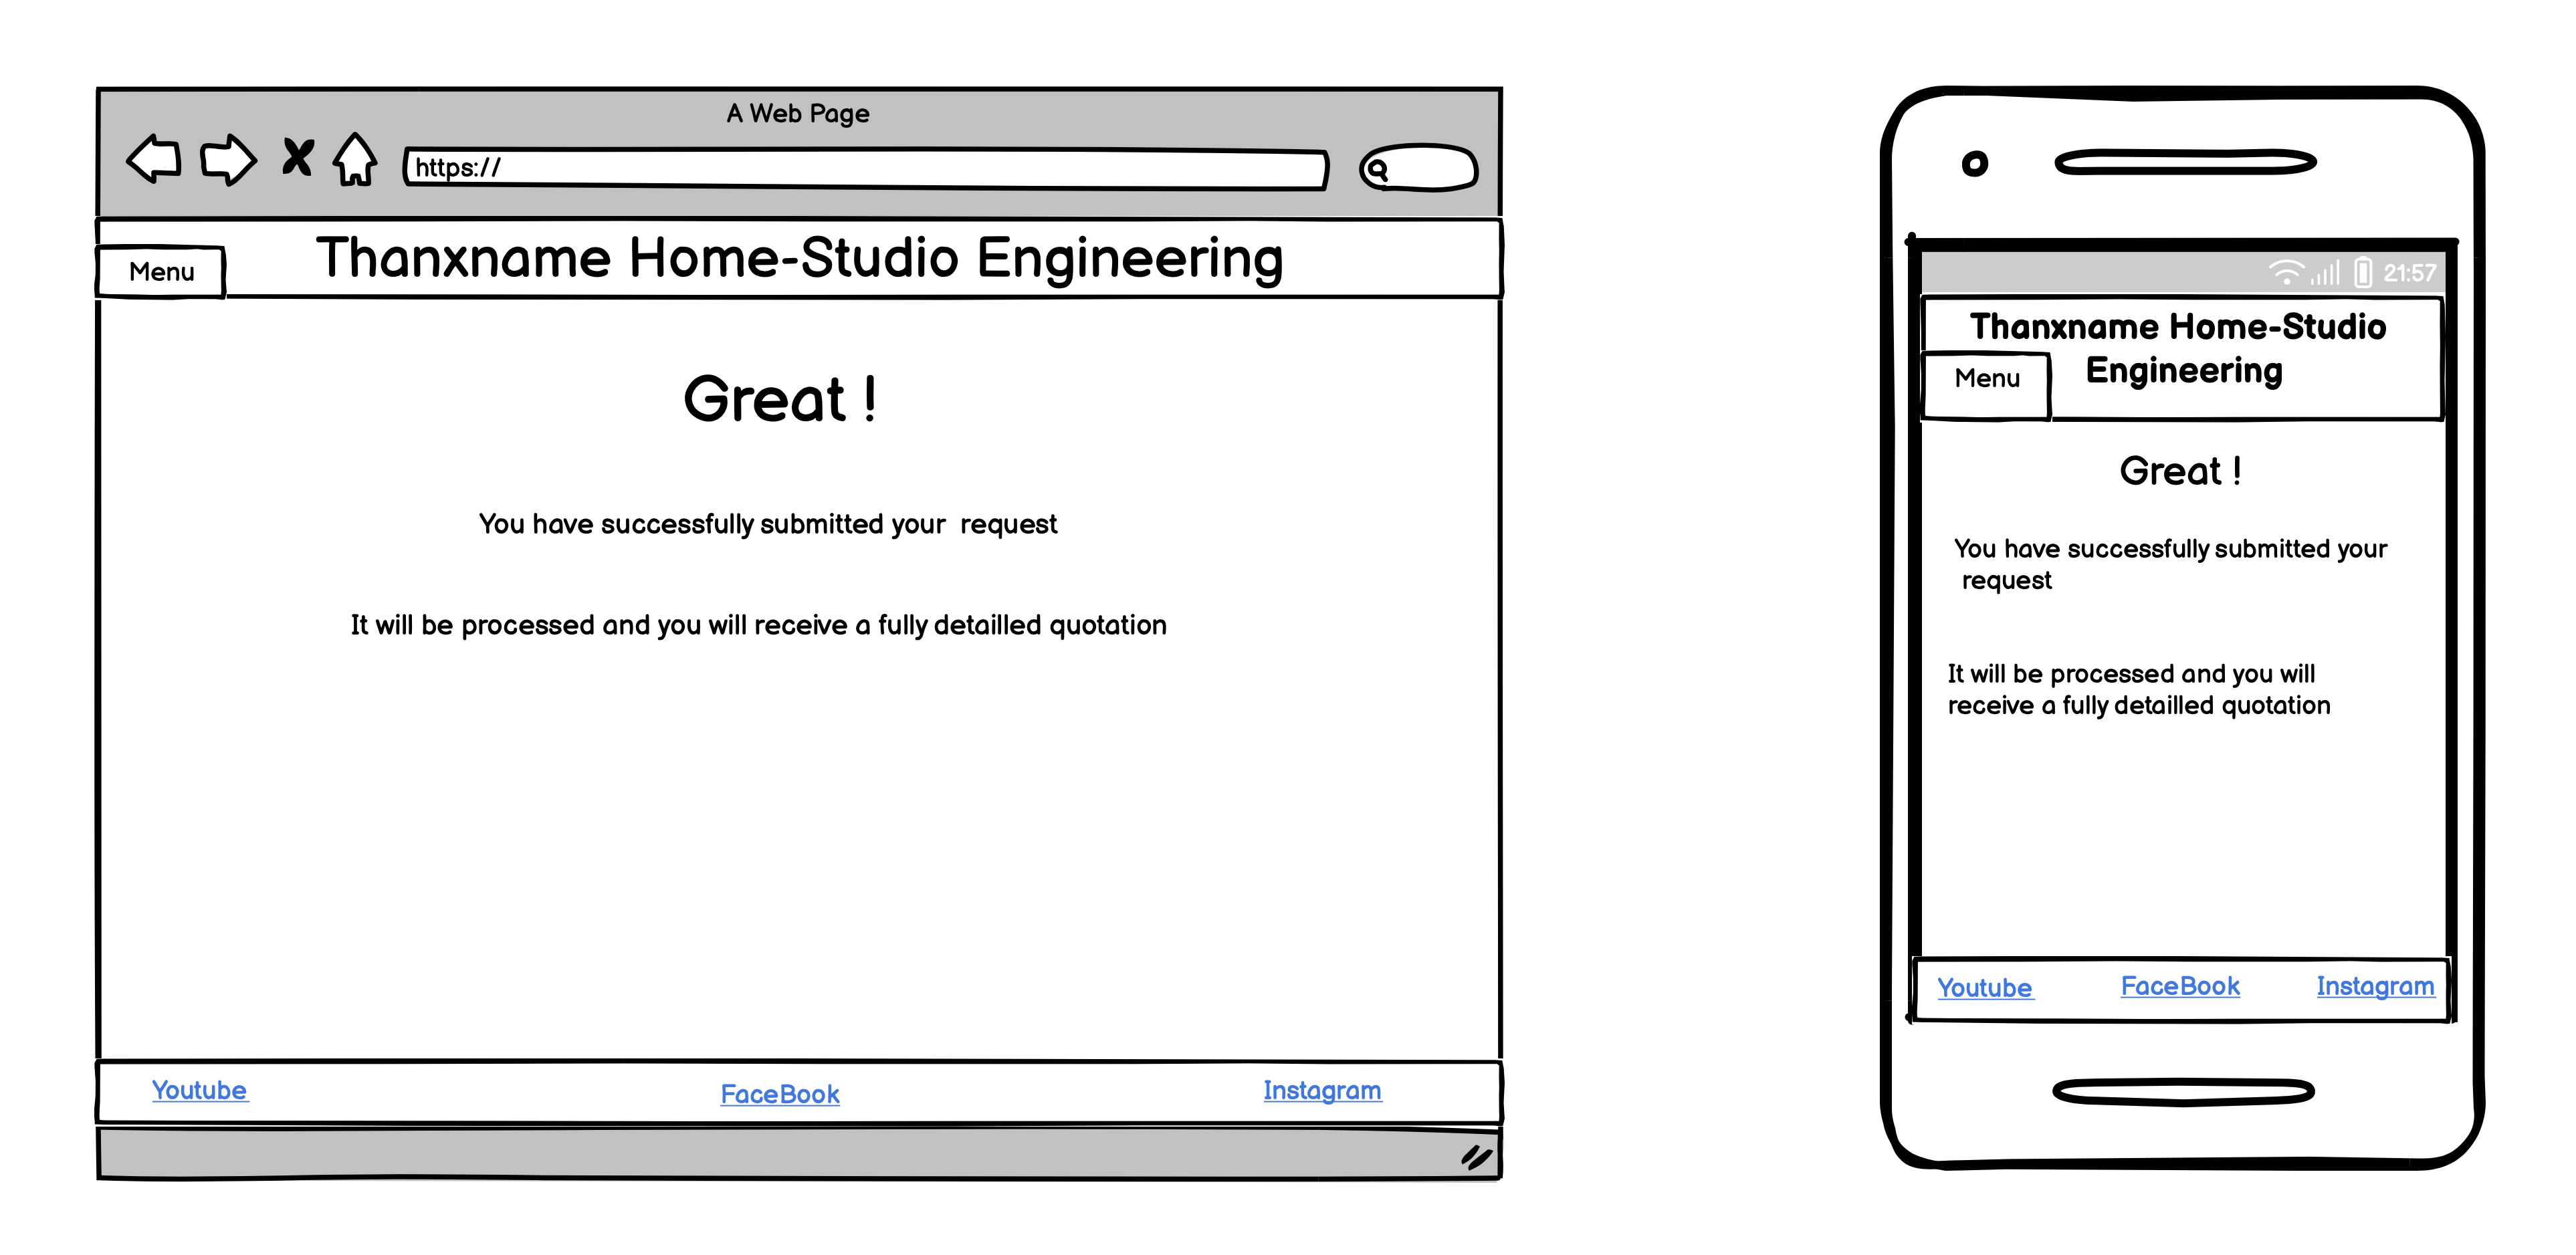 A Web Page
https://
Thanxname Home-Studio Engineering
Menu
Great !
You have successfully submitted your  request
It will be processed and you will receive a fully detailled quotation
Youtube
FaceBook
Instagram
21:57
Thanxname Home-Studio
Engineering
Menu
Great !
You have successfully submitted your
request
It will be processed and you will
receive a fully detailled quotation
Youtube
FaceBook
Instagram